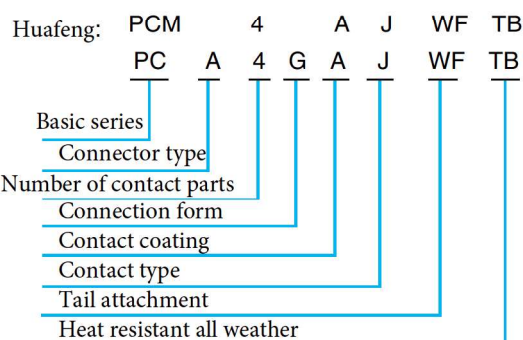 Huafeng: PCM 4 A J WF TB
PC A 4 G A J WF TB
Basic series
Connector type
Number of contact parts
Connection form
Contact coating
Contact type
Tail attachment
Heat resistant all weather